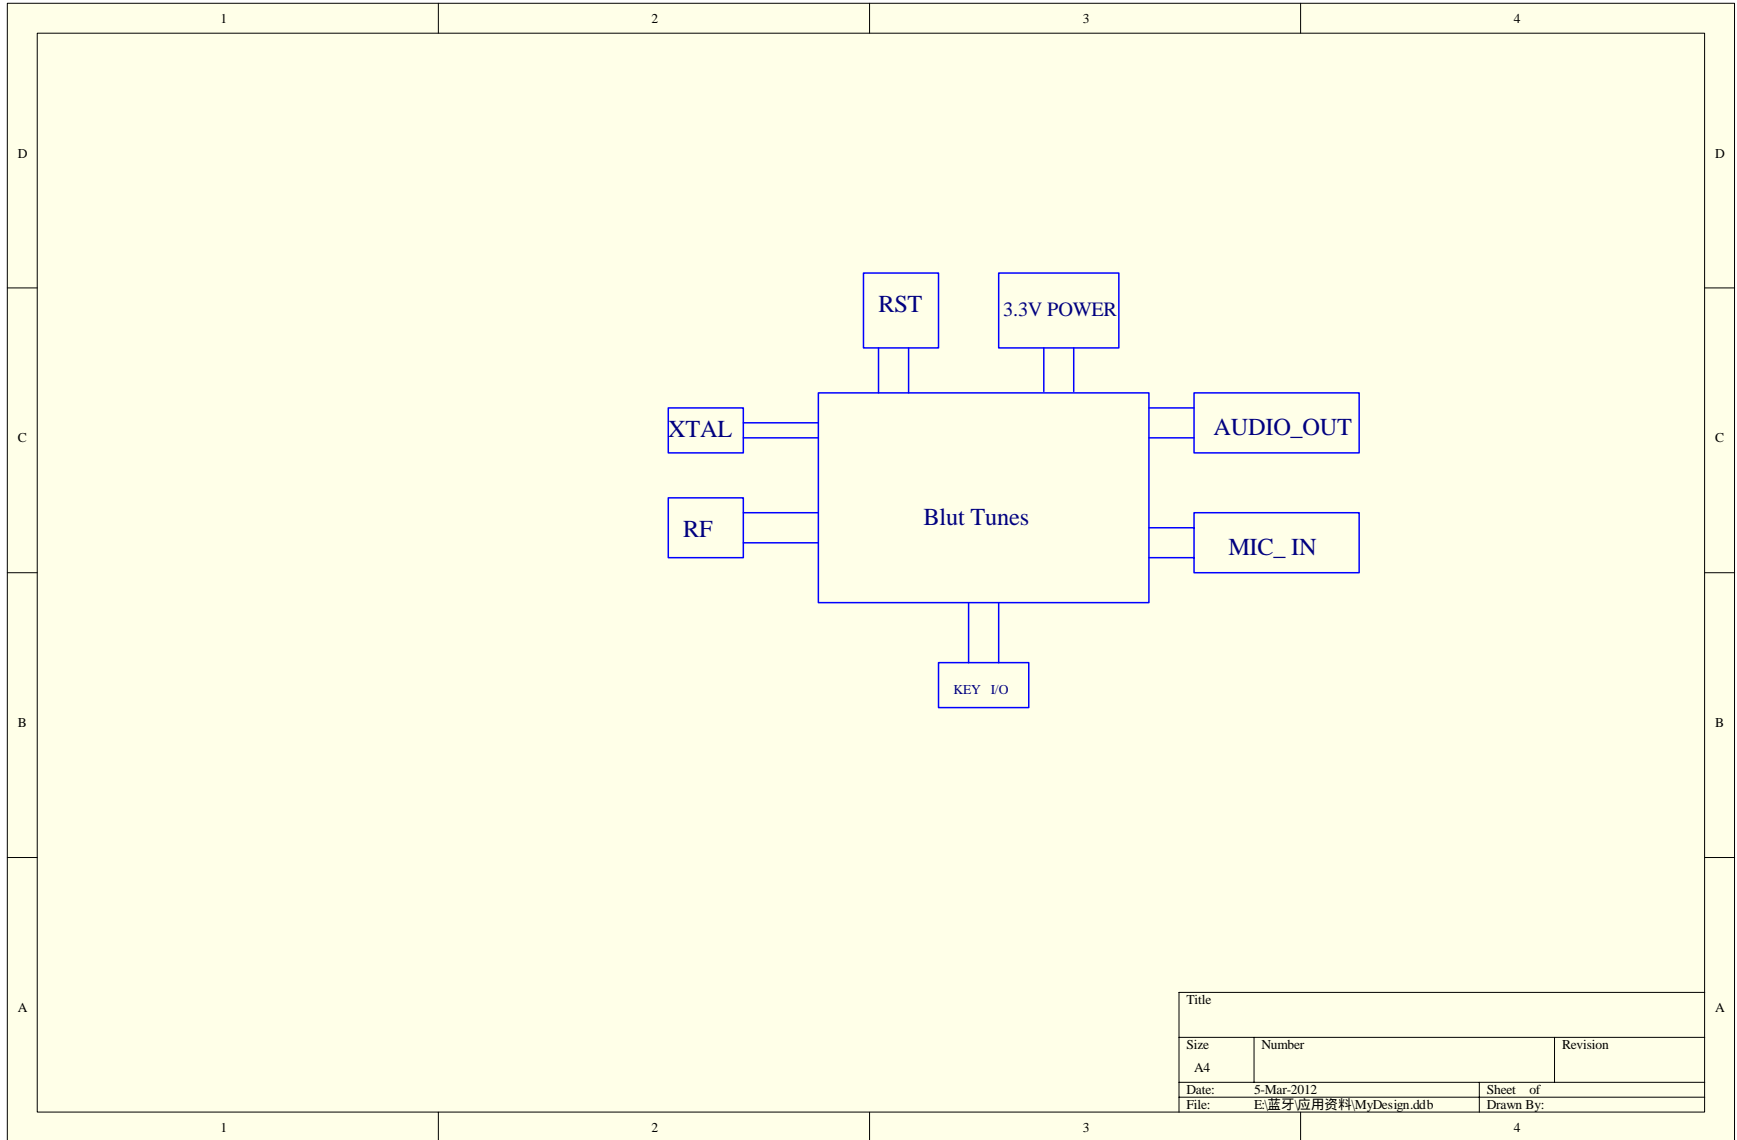 1 2 3 4
D D
RST 3.3V POWER
XTAL AUDIO_OUT
C C
Blut Tunes
RF MIC_ IN
KEY I/O
B B
A A
Title
Size Number Revision
A4
Date: 5-Mar-2012 Sheet of
File: E:\蓝牙\应用资料\MyDesign.ddb Drawn By:
1 2 3 4